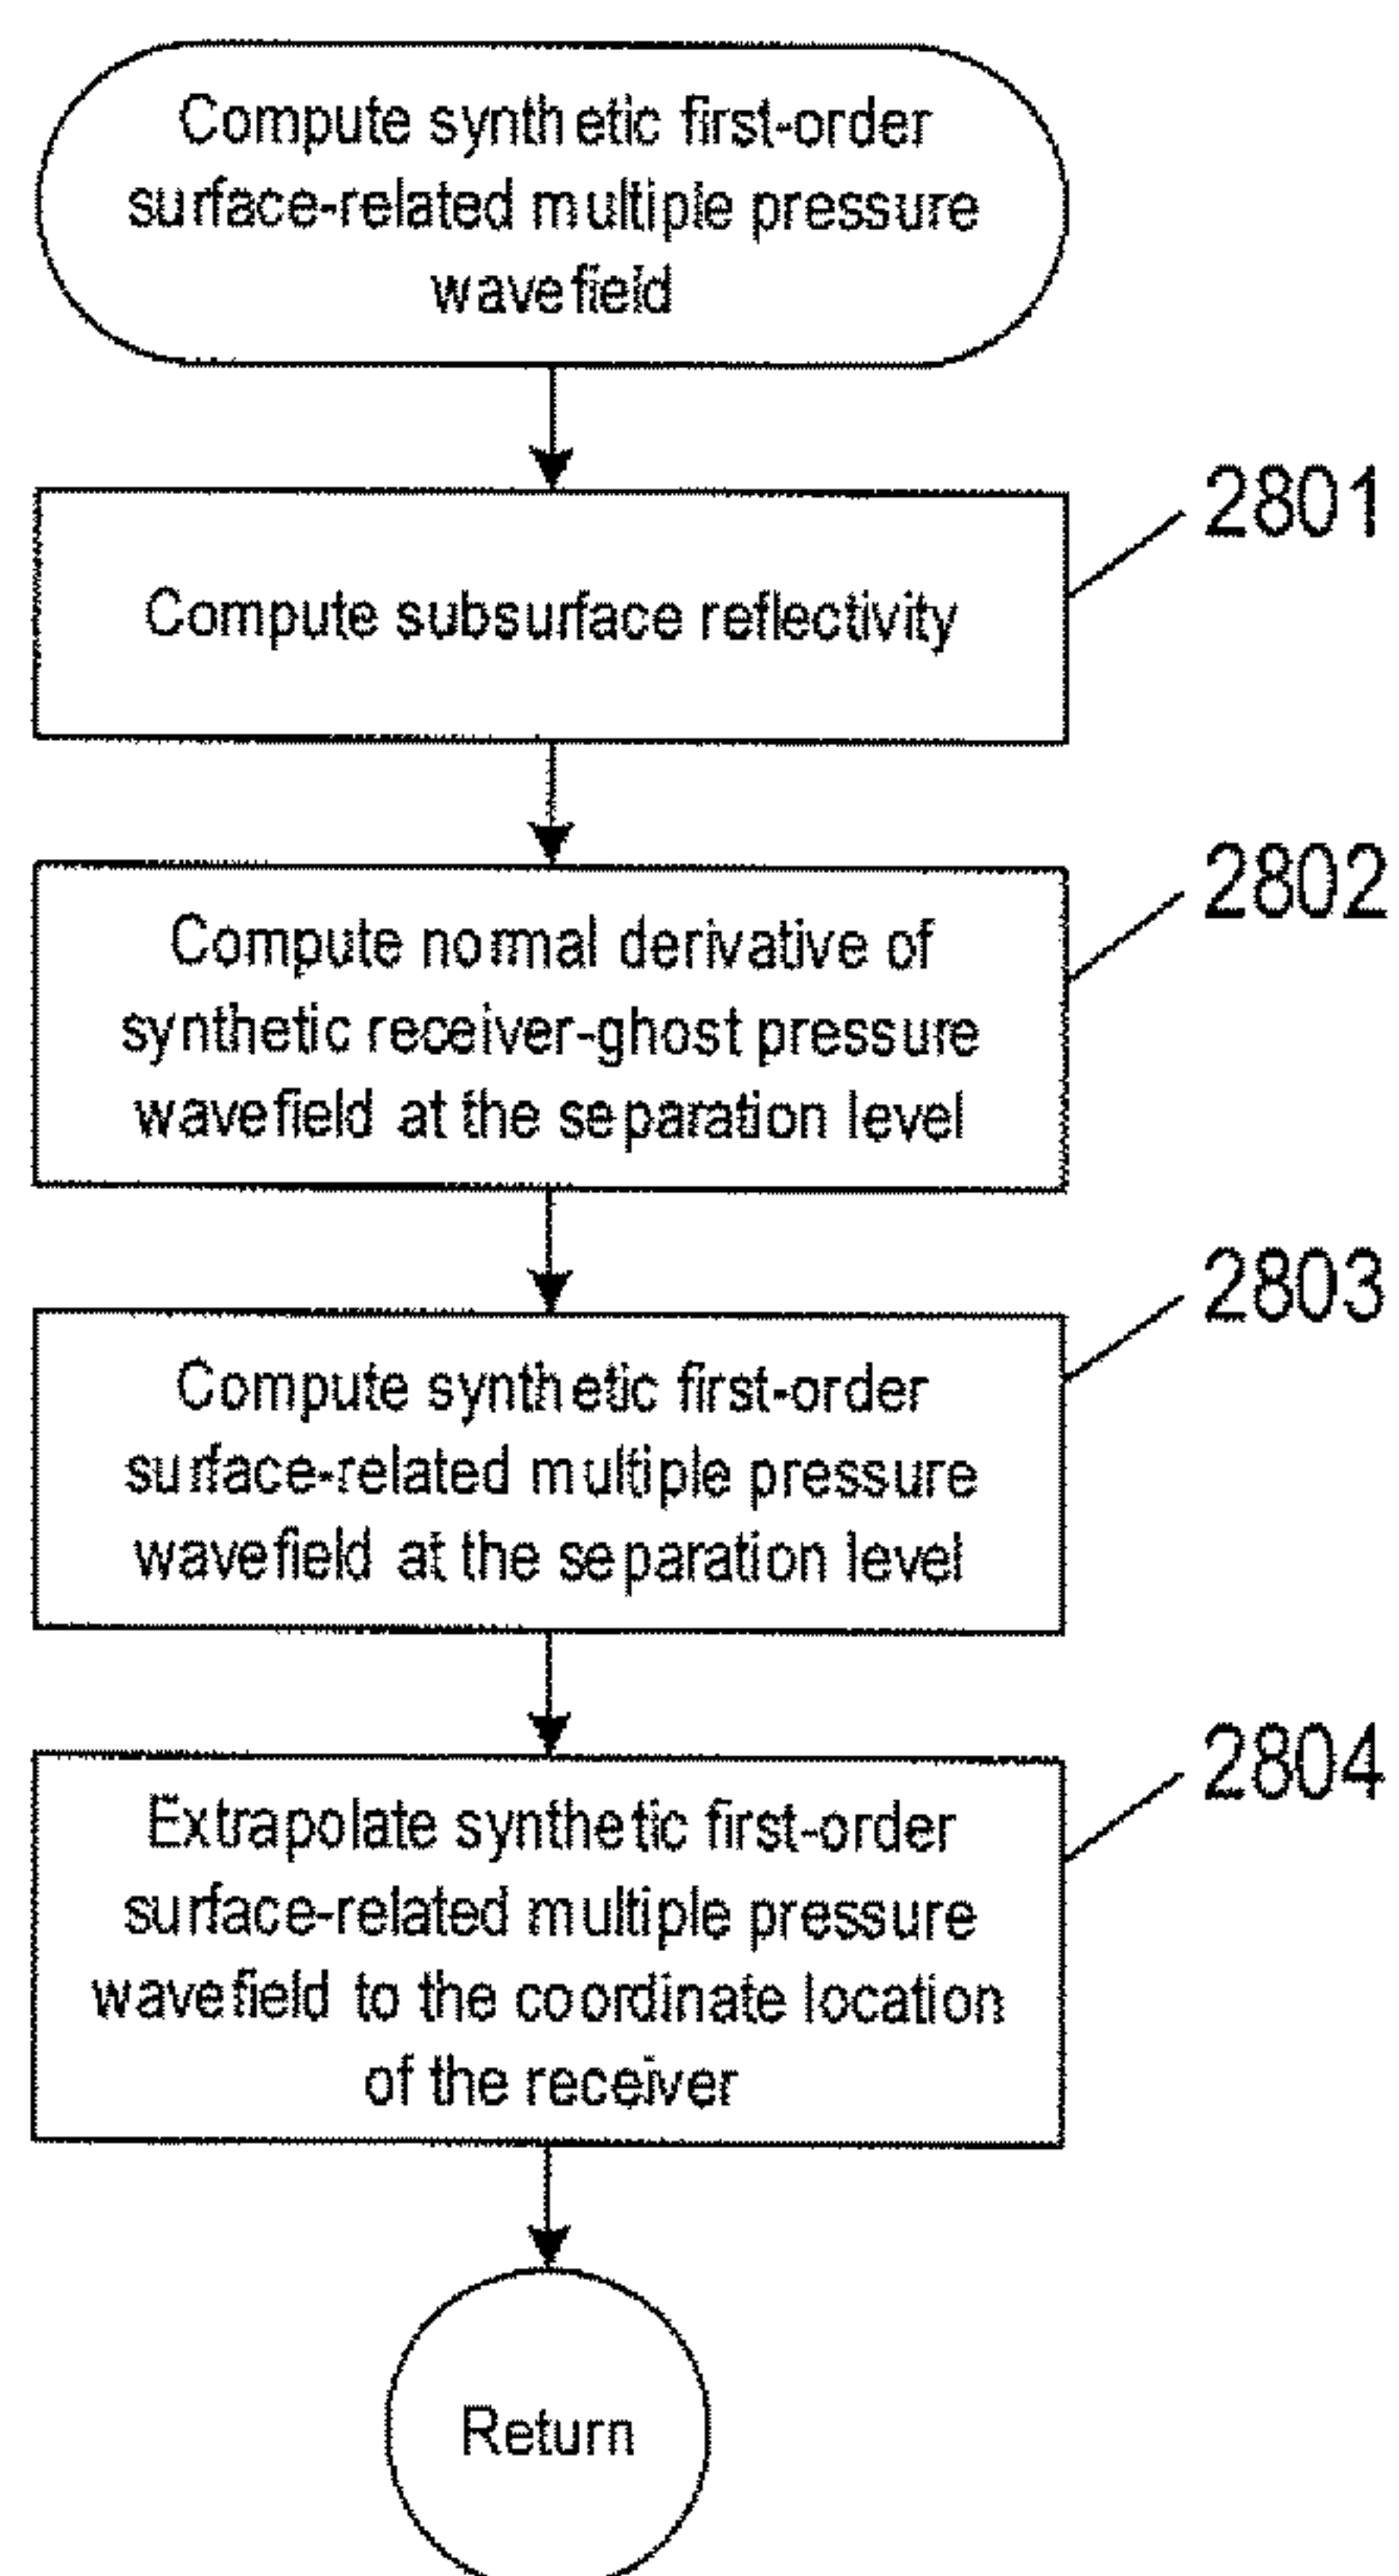 Compute synthetic first-order
surface-related multiple pressure
wavefield
2801
Compute subsurface reflectivity
2802
Compute normal derivative of
synthetic receiver-ghost pressure
wavefield at the separation level
2803
Compute synthetic first-order
surface-related multiple pressure
wavefield at the separation level
2804
Extrapolate synthetic first-order
surface-related multiple pressure
wavefield to the coordinate location
of the receiver
Return